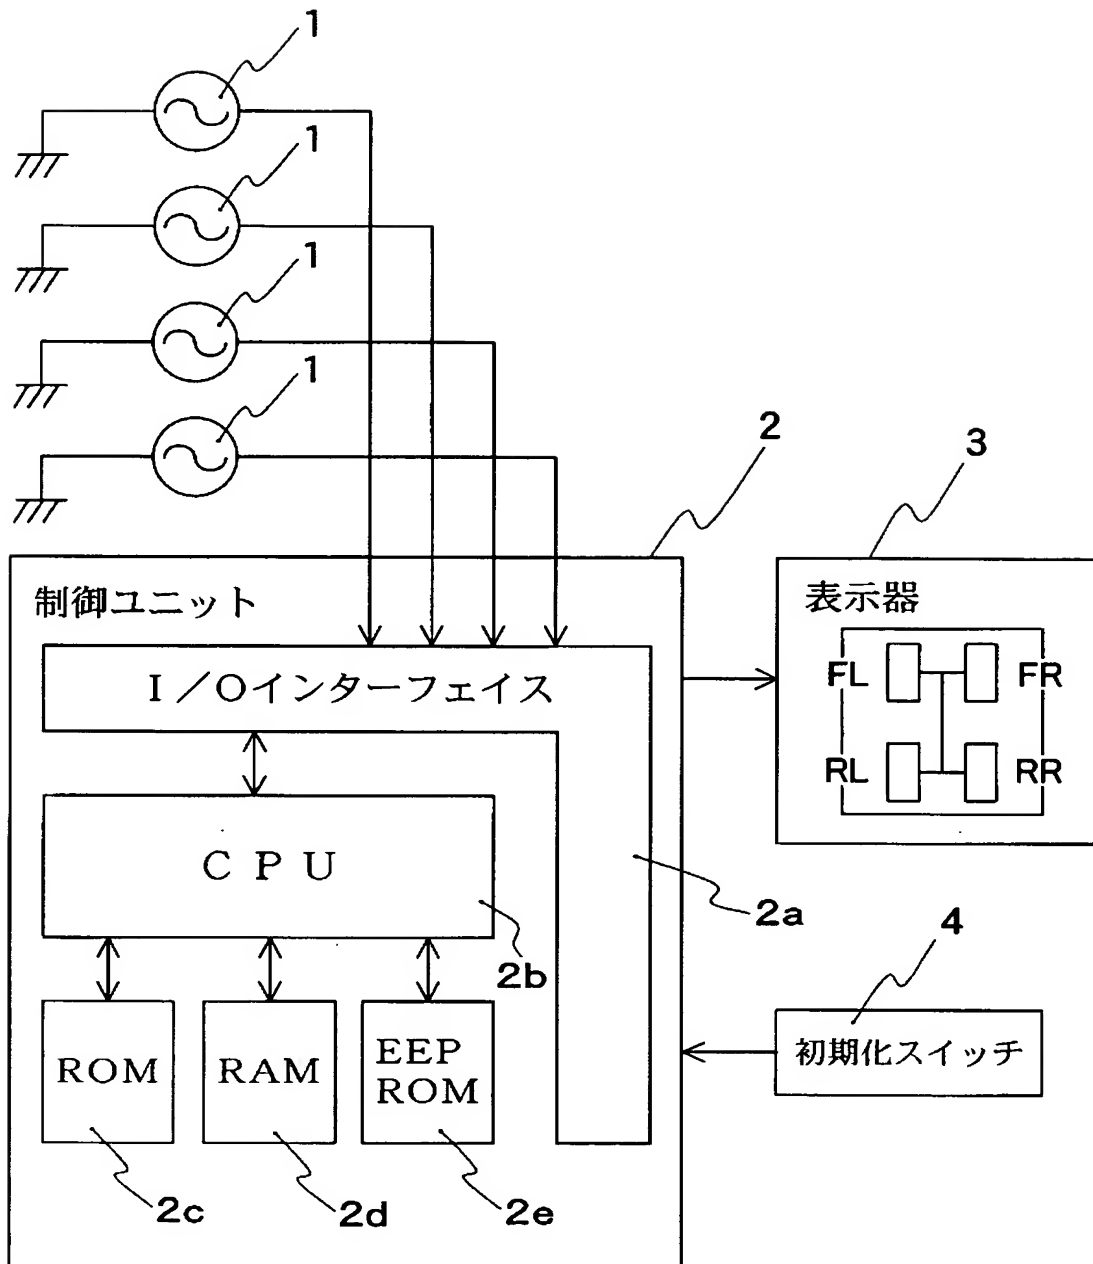 1
1
1
1
2
3
制御ユニット
表示器
I/Oインターフェイス
FL
FR
RL
RR
CPU
2a
2b
4
ROM
RAM
EEP
ROM
初期化スイッチ
2c
2d
2e